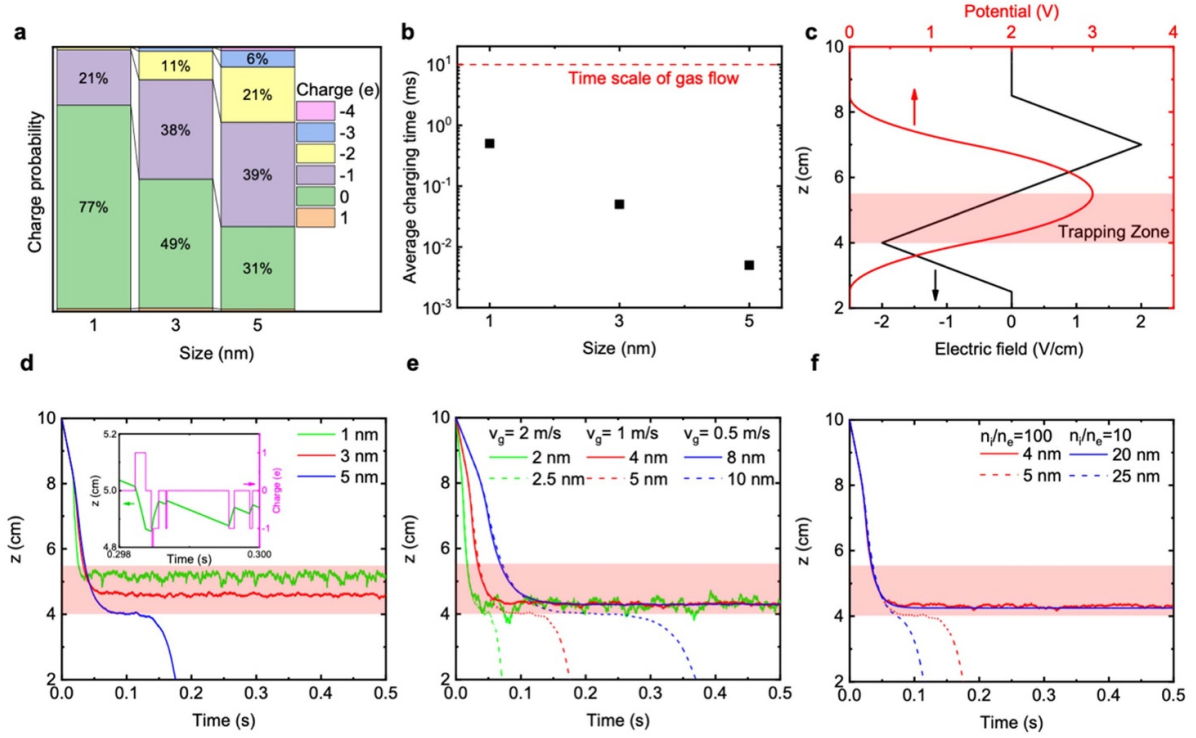 a
21%
77%
11%
38%
49%
6%
21%
39%
31%
Charge (e)
-4
-3
-2
-1
0
1
Charge probability
1 3 5
Size (nm)
b
Time scale of gas flow
10¹
10⁰
10⁻¹
10⁻²
10⁻³
Average charging time (ms)
1 3 5
Size (nm)
c
Potential (V)
0 1 2 3 4
10
8
6
4
2
z (cm)
Trapping Zone
-2 -1 0 1 2
Electric field (V/cm)
d
10
8
6
4
2
z (cm)
1 nm
3 nm
5 nm
5.2
5.0
4.8
z (cm)
1
0
-1
Charge (e)
0.298 0.300
Time (s)
0.0 0.1 0.2 0.3 0.4 0.5
Time (s)
e
10
8
6
4
2
z (cm)
v_g= 2 m/s v_g= 1 m/s v_g= 0.5 m/s
2 nm 4 nm 8 nm
2.5 nm 5 nm 10 nm
0.0 0.1 0.2 0.3 0.4 0.5
Time (s)
f
10
8
6
4
2
z (cm)
n_i/n_e=100 n_i/n_e=10
4 nm 20 nm
5 nm 25 nm
0.0 0.1 0.2 0.3 0.4 0.5
Time (s)